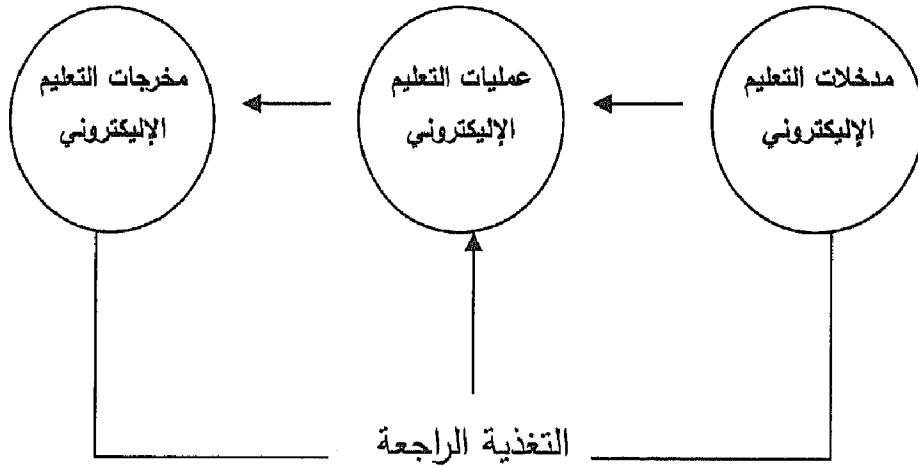 مدخلات التعليم
الإليكتروني
عمليات التعليم
الإليكتروني
مخرجات التعليم
الإليكتروني
التغذية الراجعة